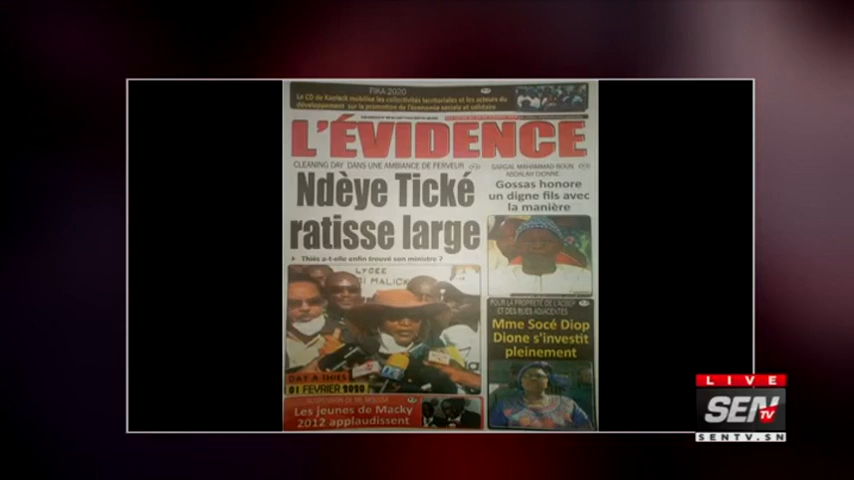 FIKA 2020
Le CD de Kaolack mobilise les collectivités territoriales et les acteurs du
développement sur la promotion de l'économie sociale et solidaire
L'ÉVIDENCE
CLEANING DAY DANS UNE AMBIANCE DE FERVEUR
Ndèye Tické
ratisse large
Thiès a-t-elle enfin trouvé son ministre ?
LYCEE
MALICK
DAY A THIES
01 FEVRIER 2020
Les jeunes de Macky
2012 applaudissent
ABDALAH DIONNE
Gossas honore
un digne fils avec
la manière
POUR LA PROPRETÉ DE
ET DES RUES ADJACENTES
Mme Socé Diop
Dione s'investit
pleinement
LIVE
SEN
TV
SENTV.SN